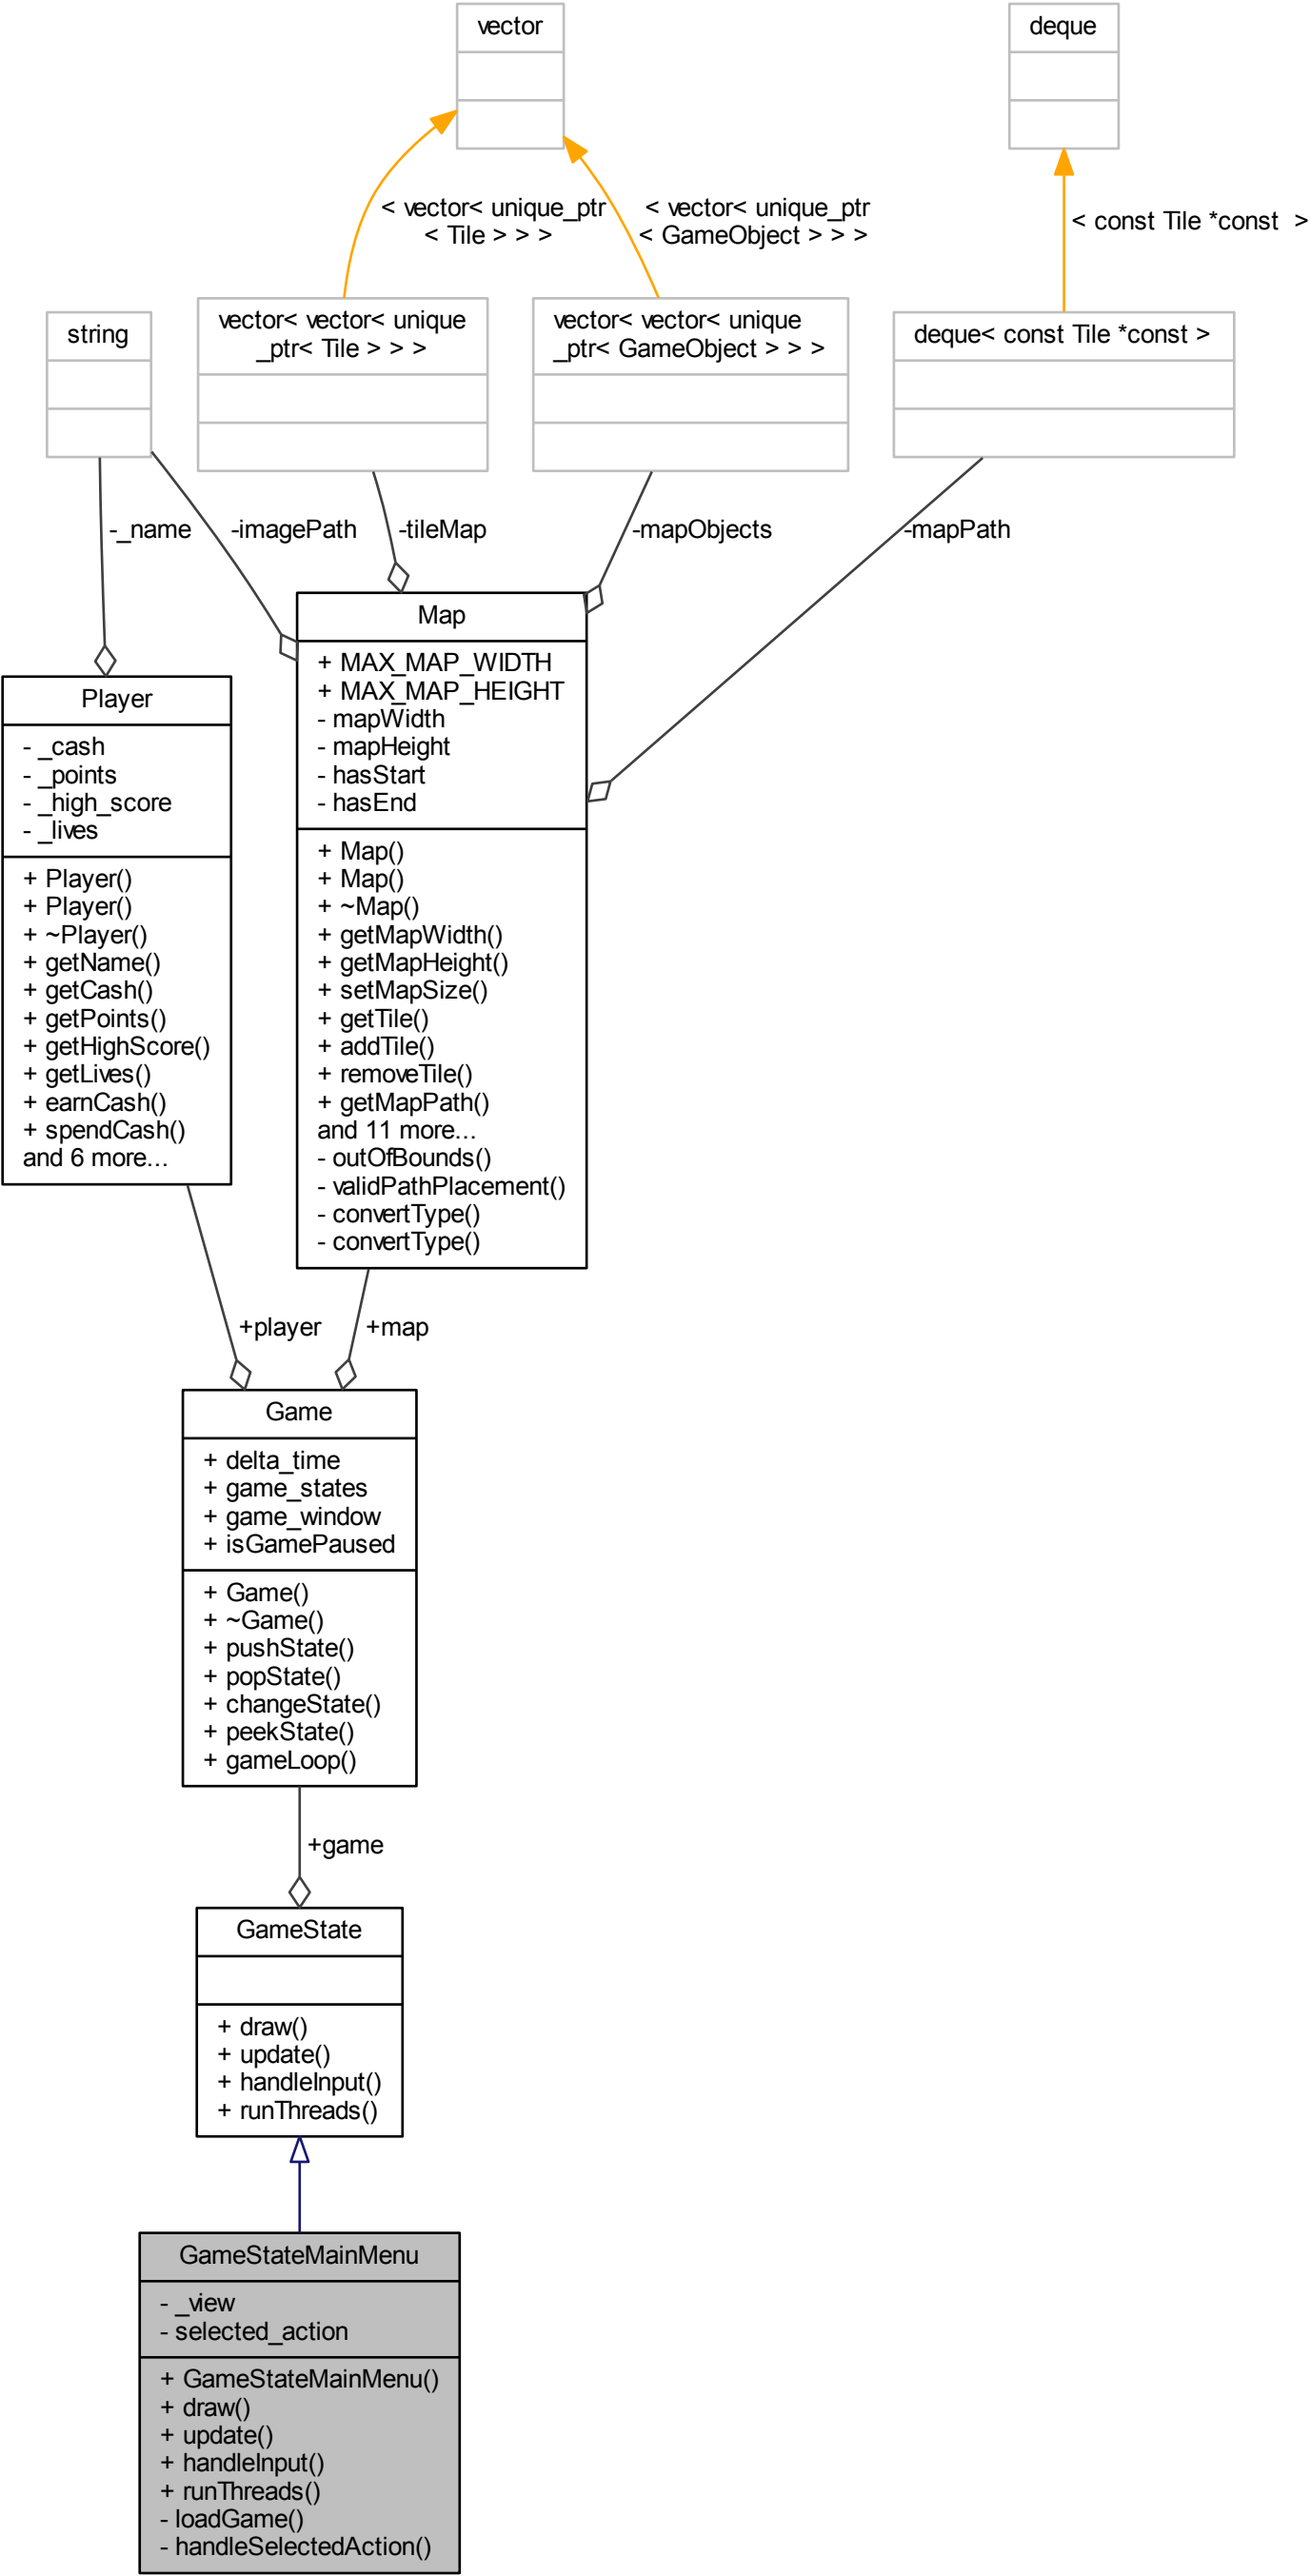 vector
deque
< vector< unique_ptr
< Tile > > >
< vector< unique_ptr
< GameObject > > >
< const Tile *const  >
string
vector< vector< unique
_ptr< Tile > > >
vector< vector< unique
_ptr< GameObject > > >
deque< const Tile *const >
-_name
-imagePath
-tileMap
-mapObjects
-mapPath
Map
+ MAX_MAP_WIDTH
+ MAX_MAP_HEIGHT
- mapWidth
- mapHeight
- hasStart
- hasEnd
+ Map()
+ Map()
+ ~Map()
+ getMapWidth()
+ getMapHeight()
+ setMapSize()
+ getTile()
+ addTile()
+ removeTile()
+ getMapPath()
and 11 more...
- outOfBounds()
- validPathPlacement()
- convertType()
- convertType()
Player
- _cash
- _points
- _high_score
- _lives
+ Player()
+ Player()
+ ~Player()
+ getName()
+ getCash()
+ getPoints()
+ getHighScore()
+ getLives()
+ earnCash()
+ spendCash()
and 6 more...
+player
+map
Game
+ delta_time
+ game_states
+ game_window
+ isGamePaused
+ Game()
+ ~Game()
+ pushState()
+ popState()
+ changeState()
+ peekState()
+ gameLoop()
+game
GameState
+ draw()
+ update()
+ handleInput()
+ runThreads()
GameStateMainMenu
- _view
- selected_action
+ GameStateMainMenu()
+ draw()
+ update()
+ handleInput()
+ runThreads()
- loadGame()
- handleSelectedAction()